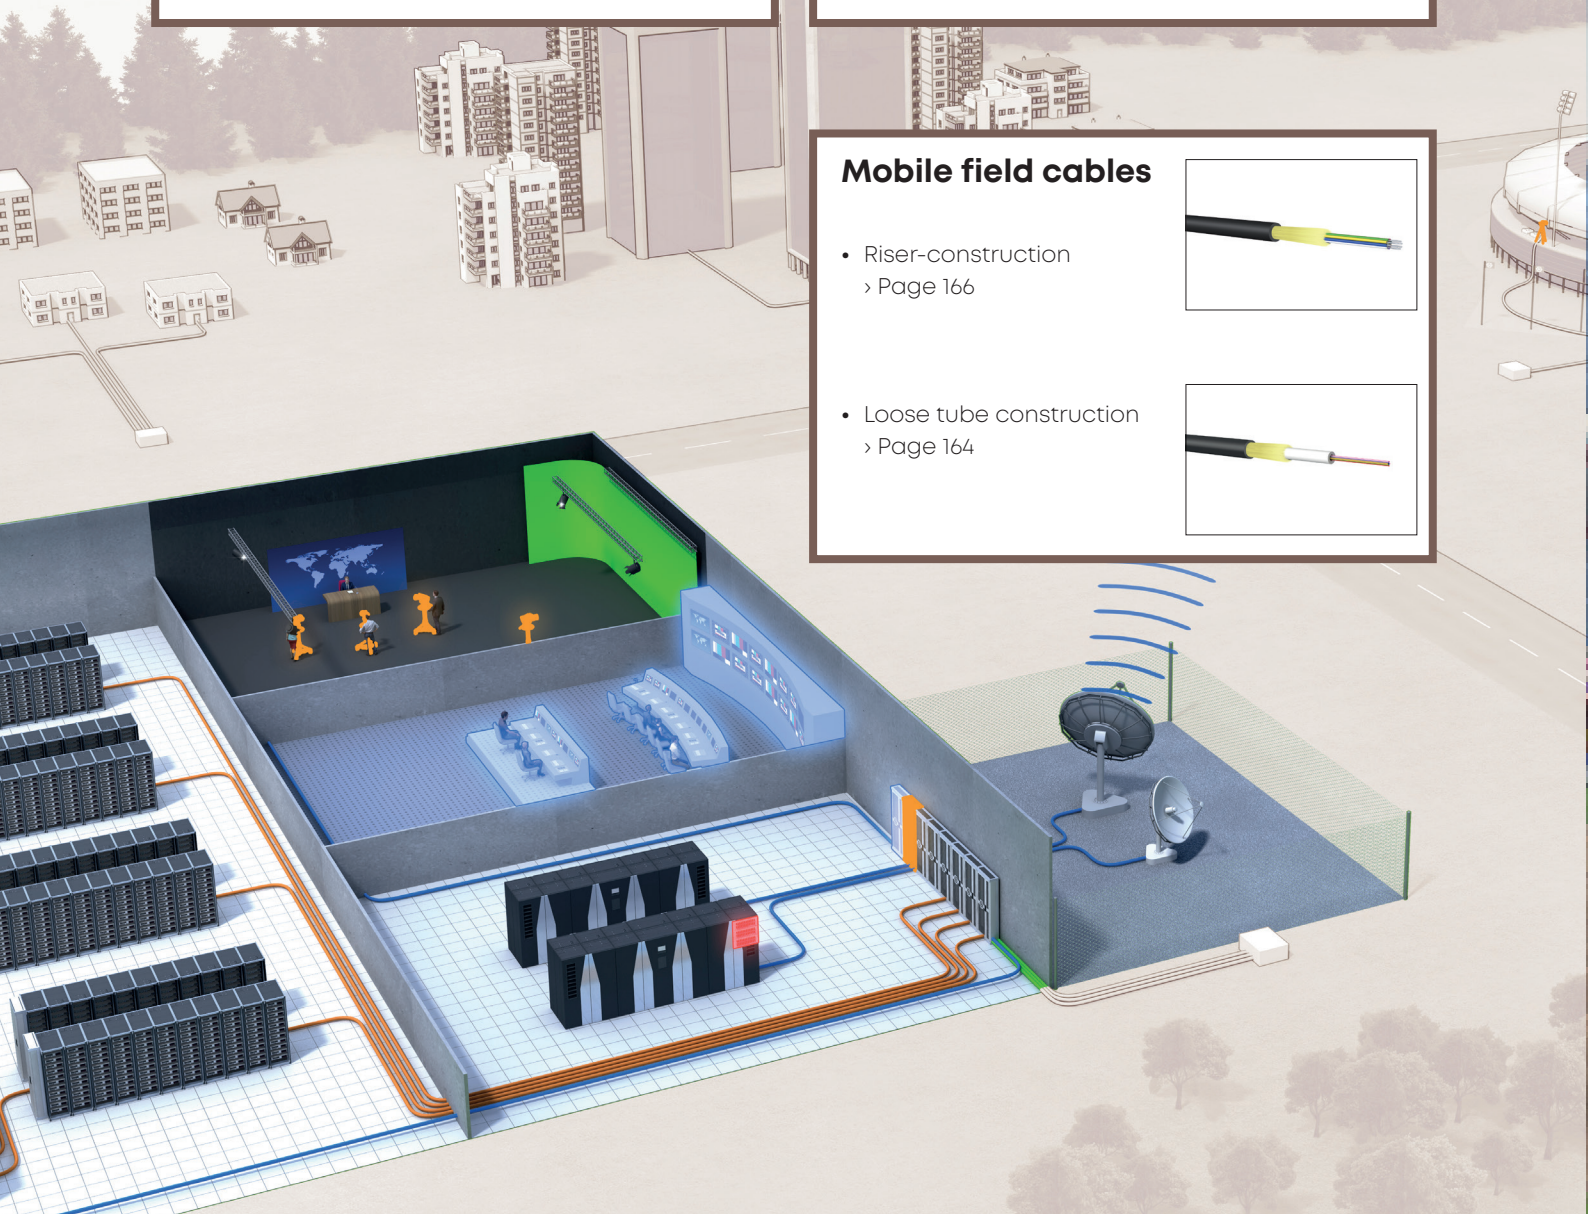 Mobile field cables
• Riser-construction
› Page 166
• Loose tube construction
› Page 164